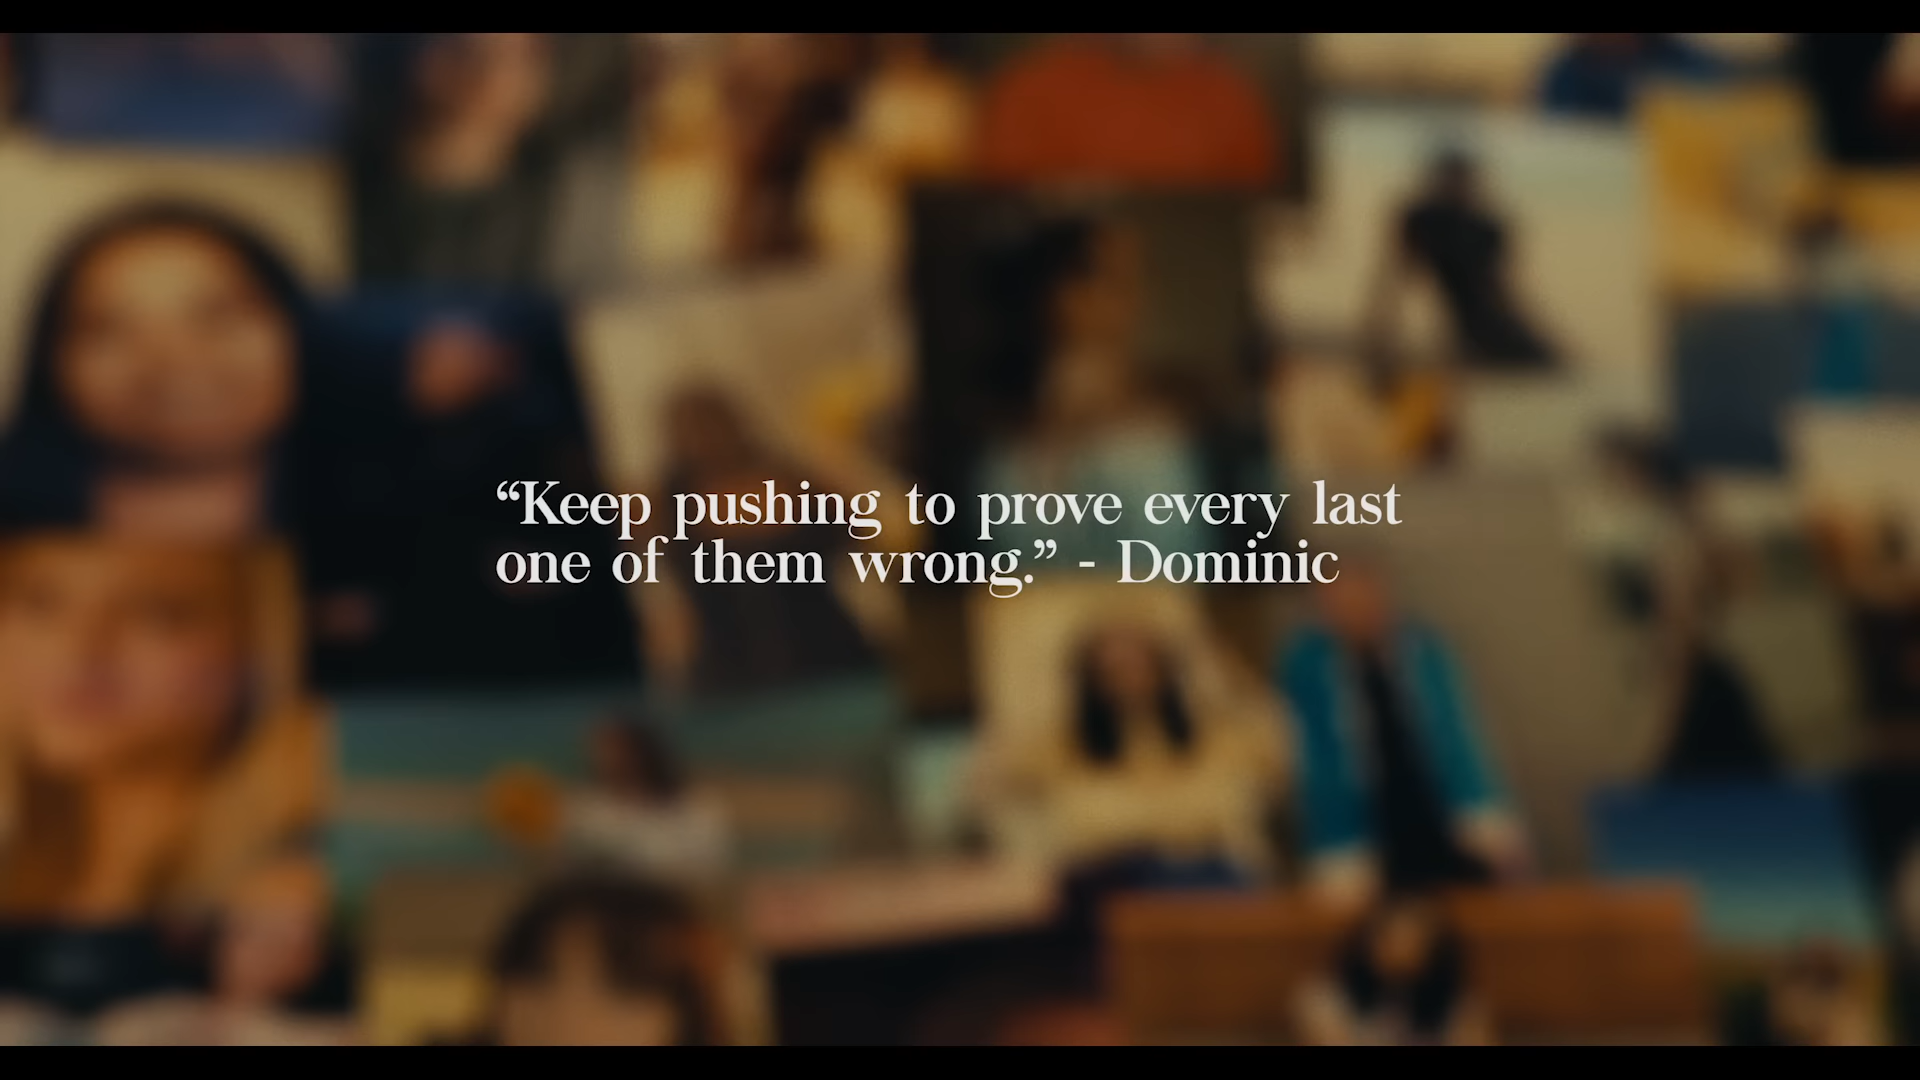 “Keep pushing to prove every last
one of them wrong.” - Dominic